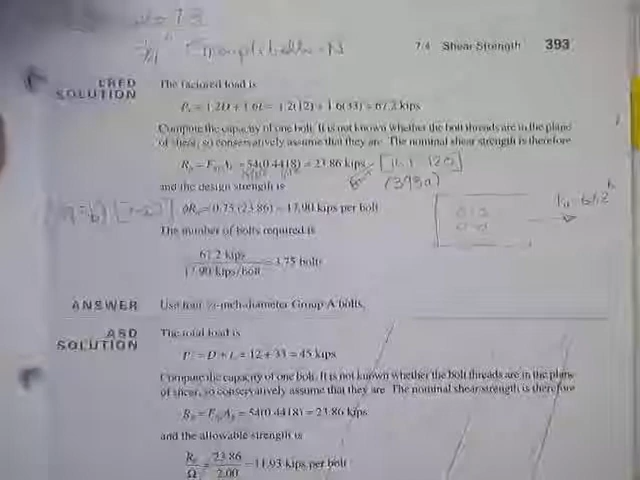 7.4 Shear Strength 393
LRFD SOLUTION
The factored load is
Pu = 1.2D + 1.6L = 1.2(12) + 1.6(33) = 67.2 kips
Compute the capacity of one bolt. It is not known whether the bolt threads are in the plane
of shear, so conservatively assume that they are. The nominal shear strength is therefore
Rn = FnvAb = 54(0.4418) = 23.86 kips
(393a)
and the design strength is
ϕRn = 0.75(23.86) = 17.90 kips per bolt
The number of bolts required is
67.2 kips
17.90 kips/bolt
= 3.75 bolts
ANSWER
Use four ¾-inch-diameter Group A bolts.
ASD SOLUTION
The total load is
P = D + L = 12 + 33 = 45 kips
Compute the capacity of one bolt. It is not known whether the bolt threads are in the plane
of shear, so conservatively assume that they are. The nominal shear strength is therefore
Rn = FnvAb = 54(0.4418) = 23.86 kips
and the allowable strength is
Rn/Ω = 23.86/2.00 = 11.93 kips per bolt